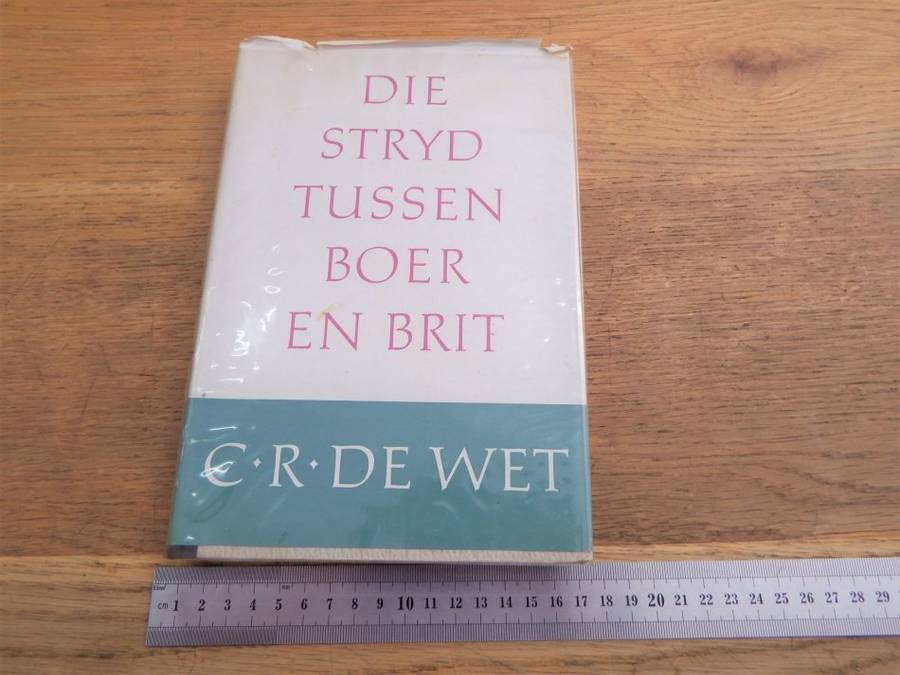 DIE
STRYD
TUSSEN
BOER
EN BRIT
C·R·DE WET
cm 1 2 3 4 5 6 7 8 9 10 11 12 13 14 15 16 17 18 19 20 21 22 23 24 25 26 27 28 29